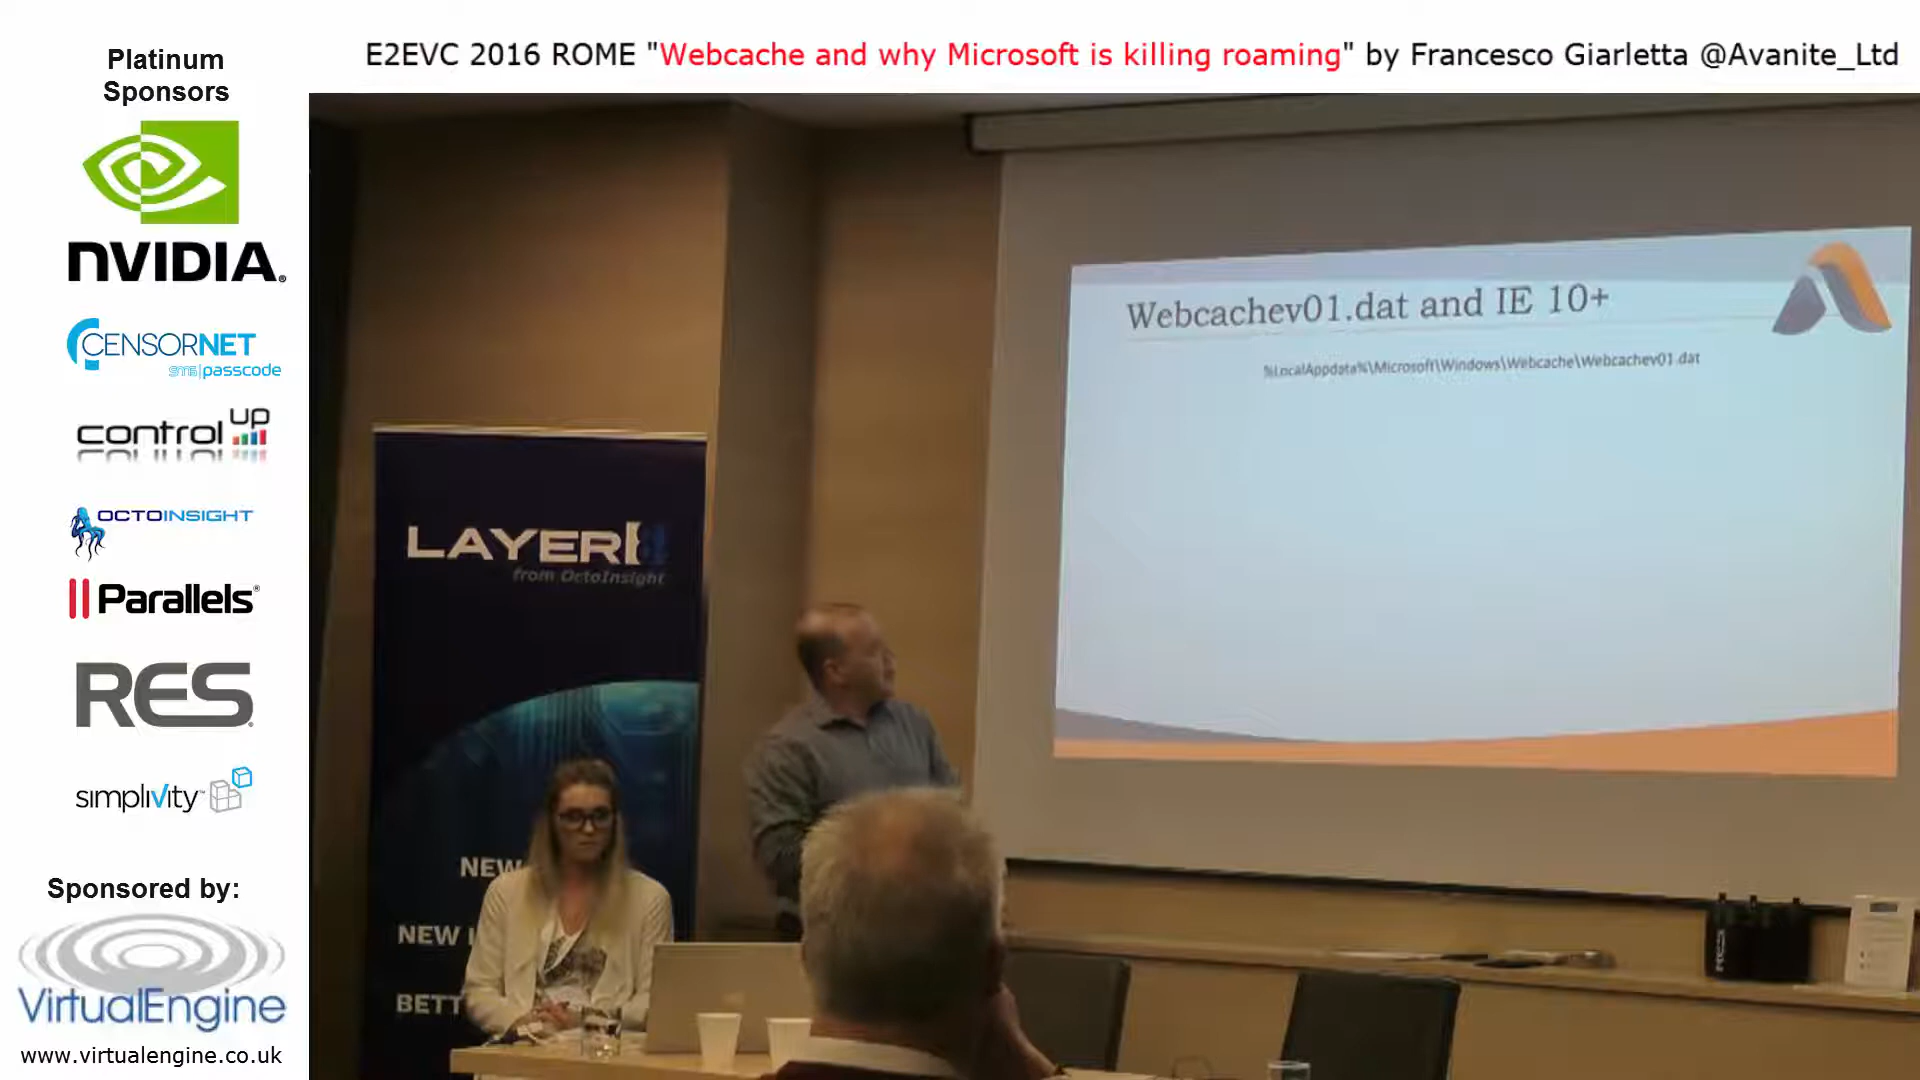 Platinum
Sponsors
E2EVC 2016 ROME "Webcache and why Microsoft is killing roaming" by Francesco Giarletta @Avanite_Ltd
NVIDIA.
CENSORNET
SMS|passcode
control up
OCTOINSIGHT
Parallels®
RES
simplivity
Sponsored by:
VirtualEngine
www.virtualengine.co.uk
LAYER8
from OctoInsight
NEW
NEW
BETT
Webcachev01.dat and IE 10+
%LocalAppdata%\Microsoft\Windows\Webcache\Webcachev01.dat